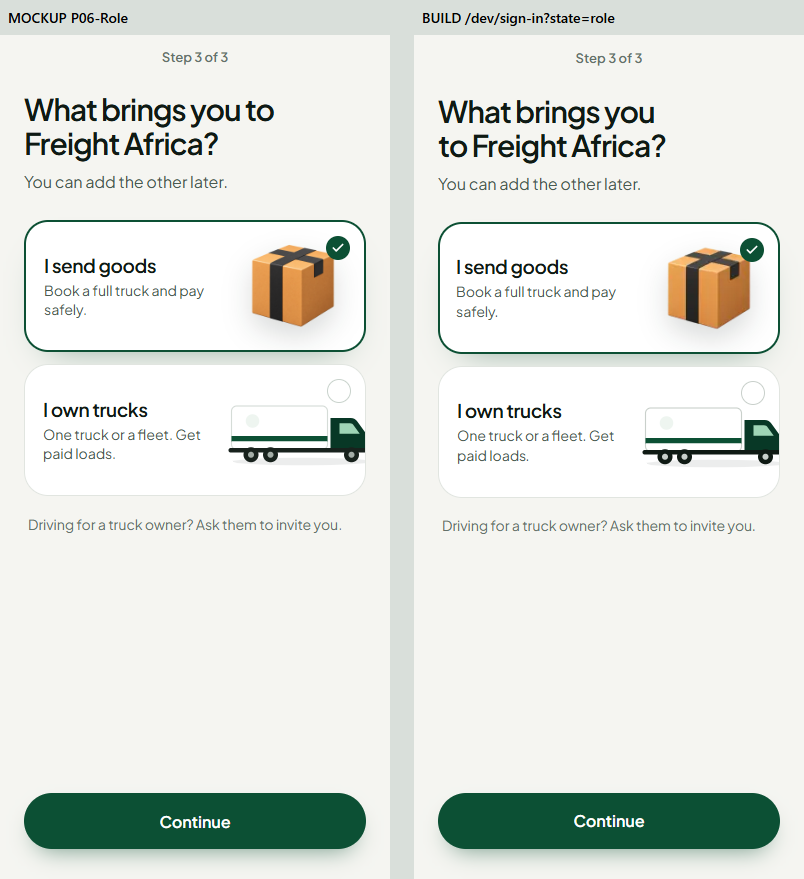 MOCKUP P06-Role
Step 3 of 3
What brings you to
Freight Africa?
You can add the other later.
I send goods
Book a full truck and pay
safely.
I own trucks
One truck or a fleet. Get
paid loads.
Driving for a truck owner? Ask them to invite you.
Continue
BUILD /dev/sign-in?state=role
Step 3 of 3
What brings you
to Freight Africa?
You can add the other later.
I send goods
Book a full truck and pay
safely.
I own trucks
One truck or a fleet. Get
paid loads.
Driving for a truck owner? Ask them to invite you.
Continue